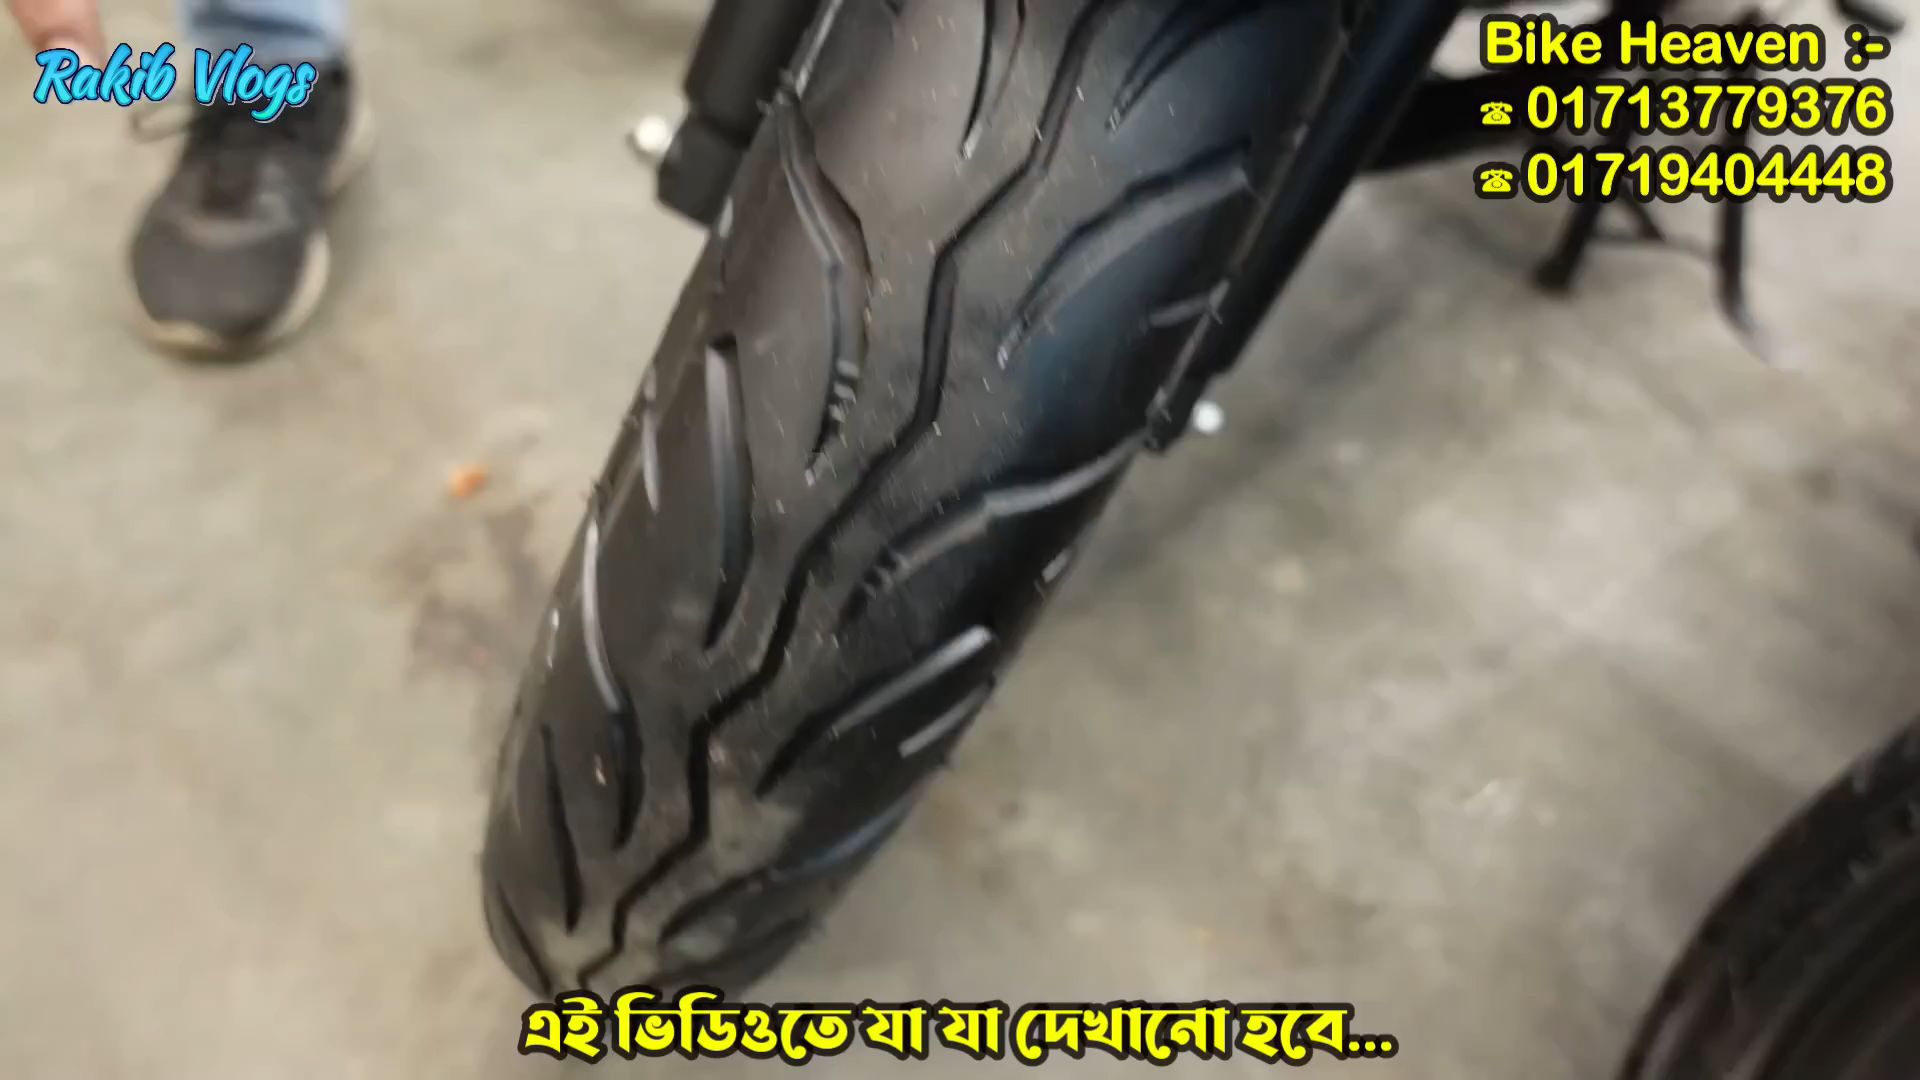 Rakib Vlogs
Bike Heaven :-
☎ 01713779376
☎ 01719404448
এই ভিডিওতে যা যা দেখানো হবে...